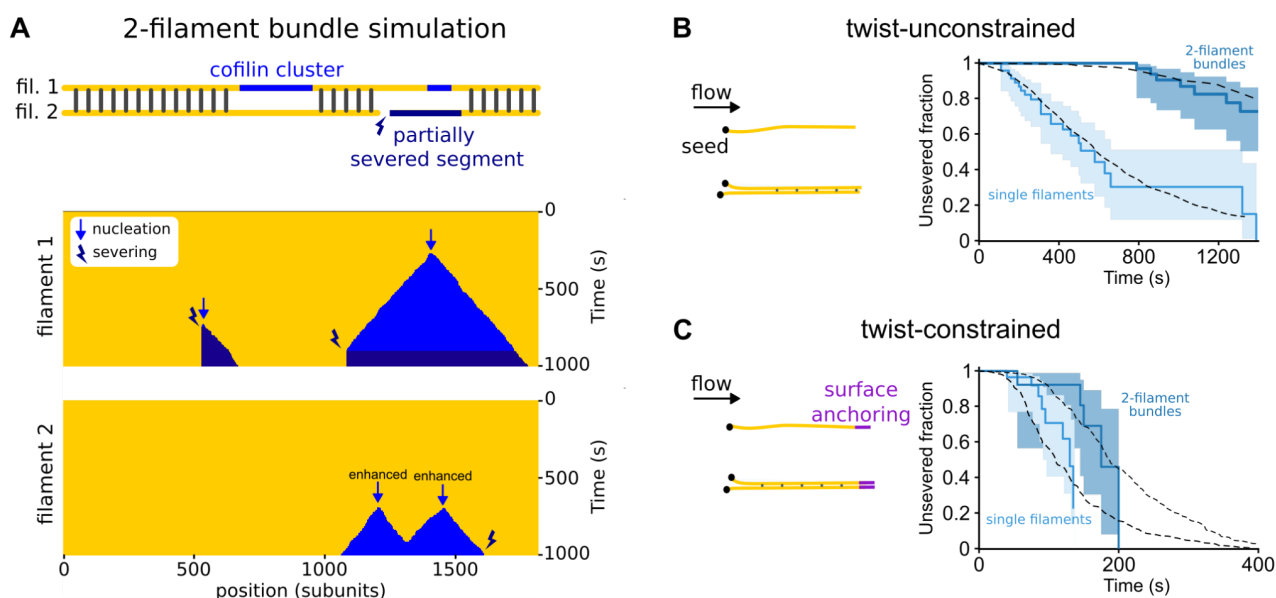 A
2-filament bundle simulation
cofilin cluster
fil. 1
fil. 2
partially
severed segment
nucleation
severing
filament 1
0
500
1000
Time (s)
filament 2
enhanced
enhanced
0
500
1000
Time (s)
0
500
1000
1500
position (subunits)
B
twist-unconstrained
flow
seed
Unsevered fraction
1
0.8
0.6
0.4
0.2
0
2-filament
bundles
single filaments
0
400
800
1200
Time (s)
C
twist-constrained
flow
surface
anchoring
Unsevered fraction
1
0.8
0.6
0.4
0.2
0
2-filament
bundles
single filaments
0
100
200
300
400
Time (s)